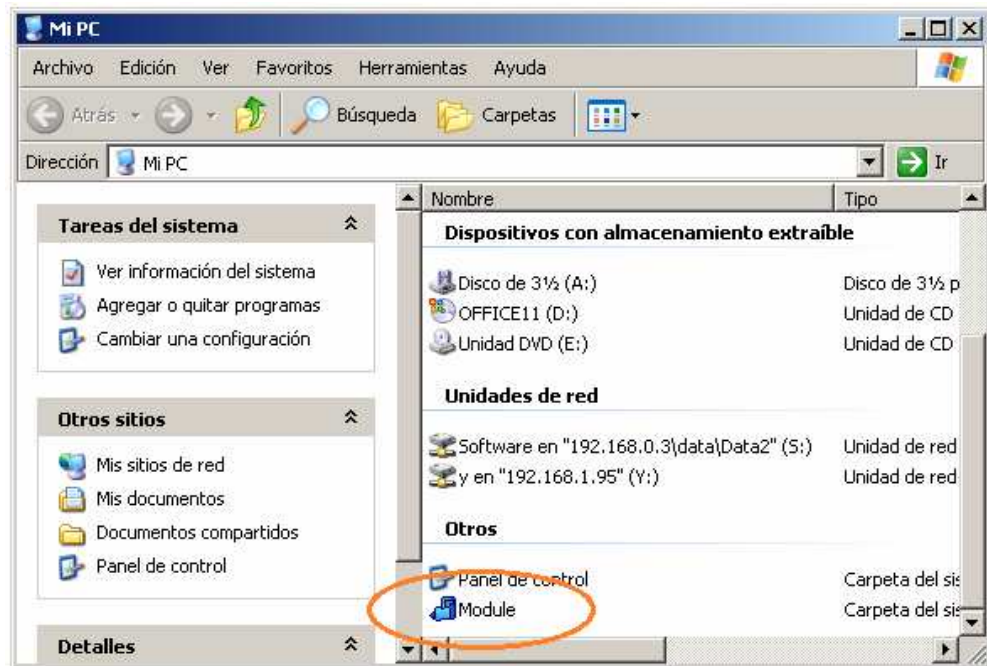 Mi PC
Archivo Edición Ver Favoritos Herramientas Ayuda
Atrás Búsqueda Carpetas
Dirección Mi PC Ir
Tareas del sistema
Ver información del sistema
Agregar o quitar programas
Cambiar una configuración
Otros sitios
Mis sitios de red
Mis documentos
Documentos compartidos
Panel de control
Detalles
Nombre Tipo
Dispositivos con almacenamiento extraíble
Disco de 3½ (A:) Disco de 3½ p
OFFICE11 (D:) Unidad de CD
Unidad DVD (E:) Unidad de CD
Unidades de red
Software en "192.168.0.3\data\Data2" (S:) Unidad de red
y en "192.168.1.95" (Y:) Unidad de red
Otros
Panel de control Carpeta del sis
Module Carpeta del sis